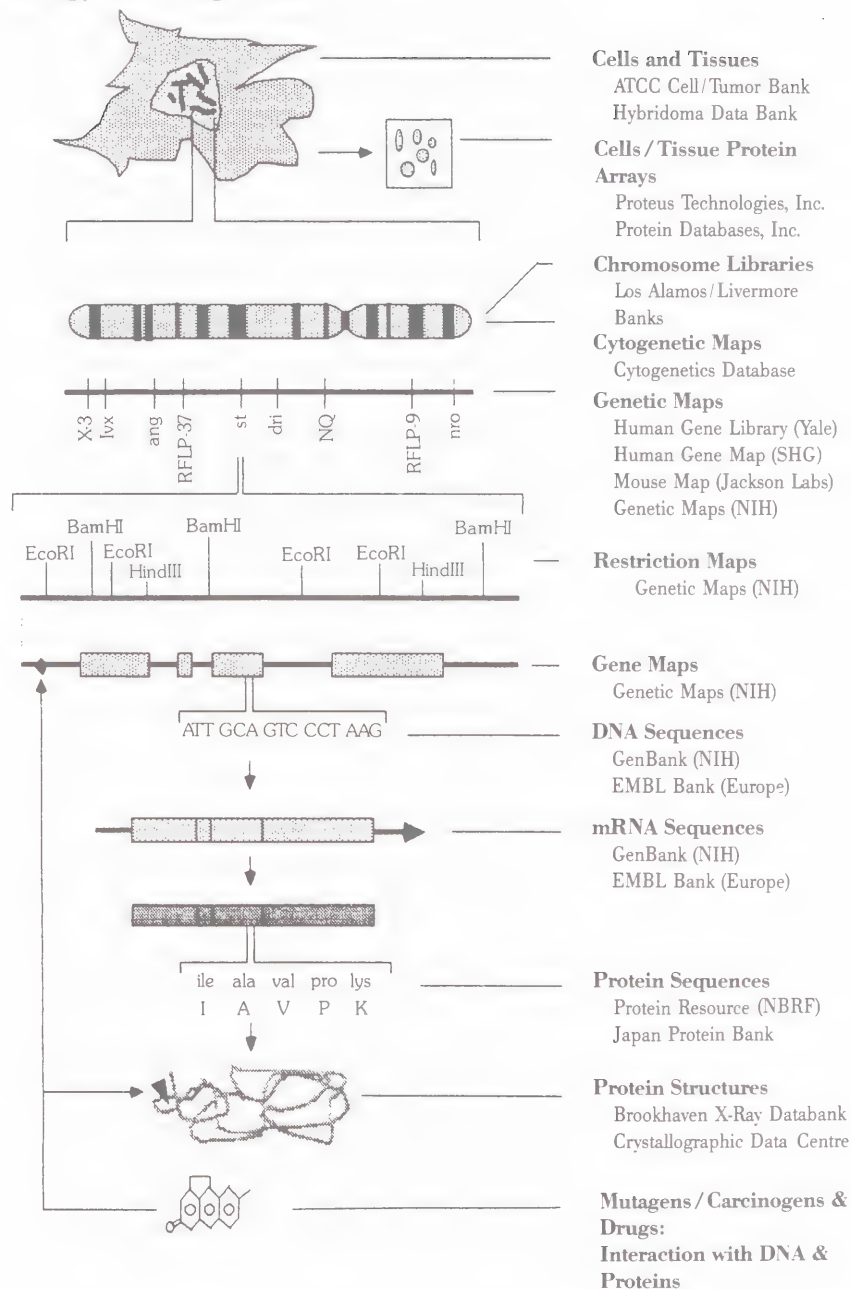 Cells and Tissues
ATCC Cell/Tumor Bank
Hybridoma Data Bank
Cells/Tissue Protein
Arrays
Proteus Technologies, Inc.
Protein Databases, Inc.
Chromosome Libraries
Los Alamos/Livermore
Banks
Cytogenetic Maps
Cytogenetics Database
Genetic Maps
Human Gene Library (Yale)
Human Gene Map (SHG)
Mouse Map (Jackson Labs)
Genetic Maps (NIH)
X-3
lvx
ang
RFLP-37
st
dri
NQ
RFLP-9
nro
BamHI
BamHI
BamHI
EcoRI
EcoRI
EcoRI
EcoRI
HindIII
HindIII
Restriction Maps
Genetic Maps (NIH)
Gene Maps
Genetic Maps (NIH)
ATT GCA GTC CCT AAG
DNA Sequences
GenBank (NIH)
EMBL Bank (Europe)
mRNA Sequences
GenBank (NIH)
EMBL Bank (Europe)
ile ala val pro lys
I A V P K
Protein Sequences
Protein Resource (NBRF)
Japan Protein Bank
Protein Structures
Brookhaven X-Ray Databank
Crystallographic Data Centre
Mutagens/Carcinogens &
Drugs:
Interaction with DNA &
Proteins